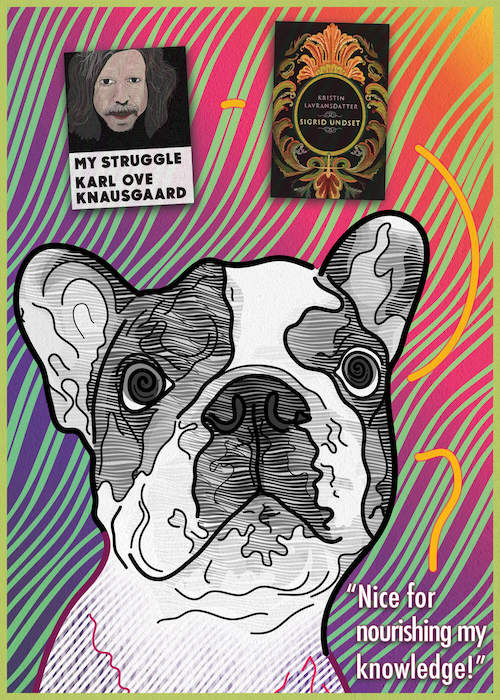 MY STRUGGLE
KARL OVE
KNAUSGAARD
KRISTIN
LAVRANSDATTER
SIGRID UNDSET
“Nice for
nourishing my
knowledge!”